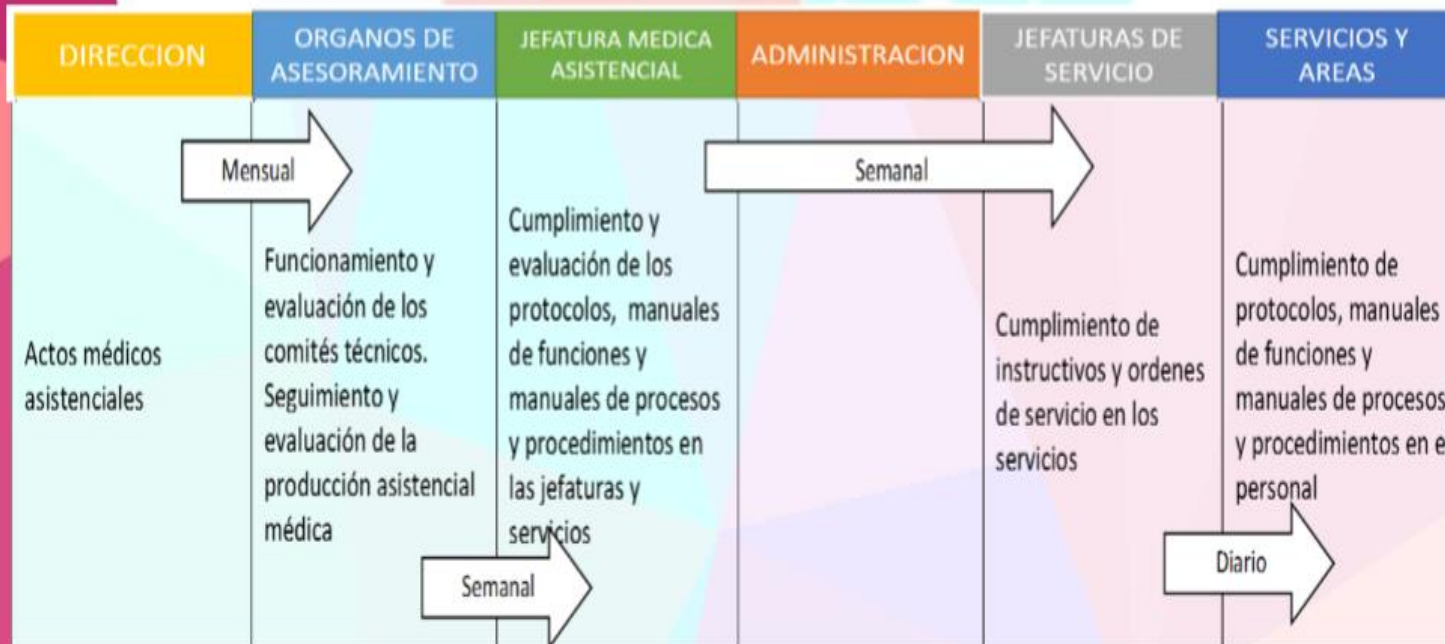 DIRECCION
ORGANOS DE
ASESORAMIENTO
JEFATURA MEDICA
ASISTENCIAL
ADMINISTRACION
JEFATURAS DE
SERVICIO
SERVICIOS Y
AREAS
Mensual
Semanal
Actos médicos
asistenciales
Funcionamiento y
evaluación de los
comités técnicos.
Seguimiento y
evaluación de la
producción asistencial
médica
Cumplimiento y
evaluación de los
protocolos, manuales
de funciones y
manuales de procesos
y procedimientos en
las jefaturas y
servicios
Cumplimiento de
instructivos y ordenes
de servicio en los
servicios
Cumplimiento de
protocolos, manuales
de funciones y
manuales de procesos
y procedimientos en e
personal
Semanal
Diario